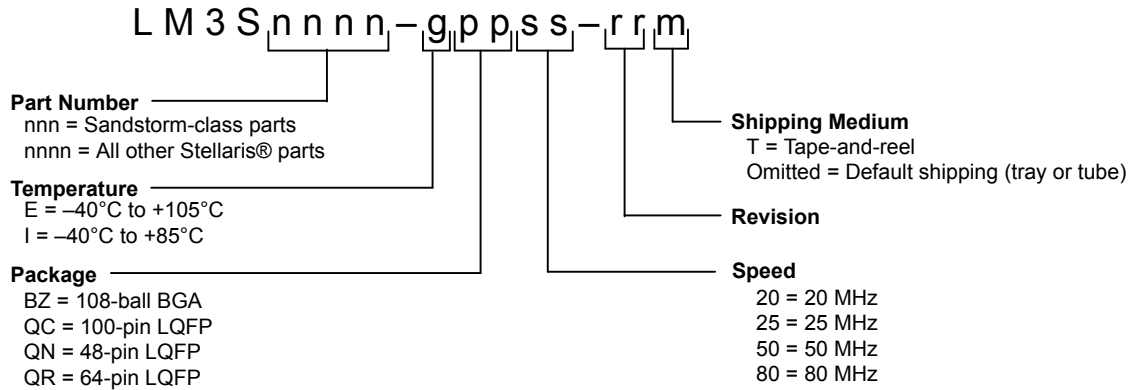 LM3Snnnn–gppss–rrm
Part Number
nnn = Sandstorm-class parts
nnnn = All other Stellaris® parts
Temperature
E = –40°C to +105°C
I = –40°C to +85°C
Package
BZ = 108-ball BGA
QC = 100-pin LQFP
QN = 48-pin LQFP
QR = 64-pin LQFP
Shipping Medium
T = Tape-and-reel
Omitted = Default shipping (tray or tube)
Revision
Speed
20 = 20 MHz
25 = 25 MHz
50 = 50 MHz
80 = 80 MHz